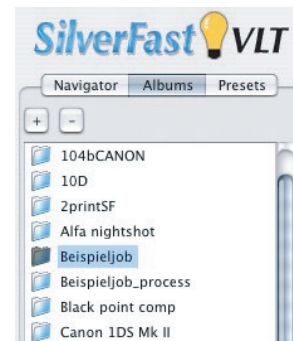 SilverFast VLT
Navigator Albums Presets
+ -
104bCANON
10D
2printSF
Alfa nightshot
Beispieljob
Beispieljob_process
Black point comp
Canon 1DS Mk II